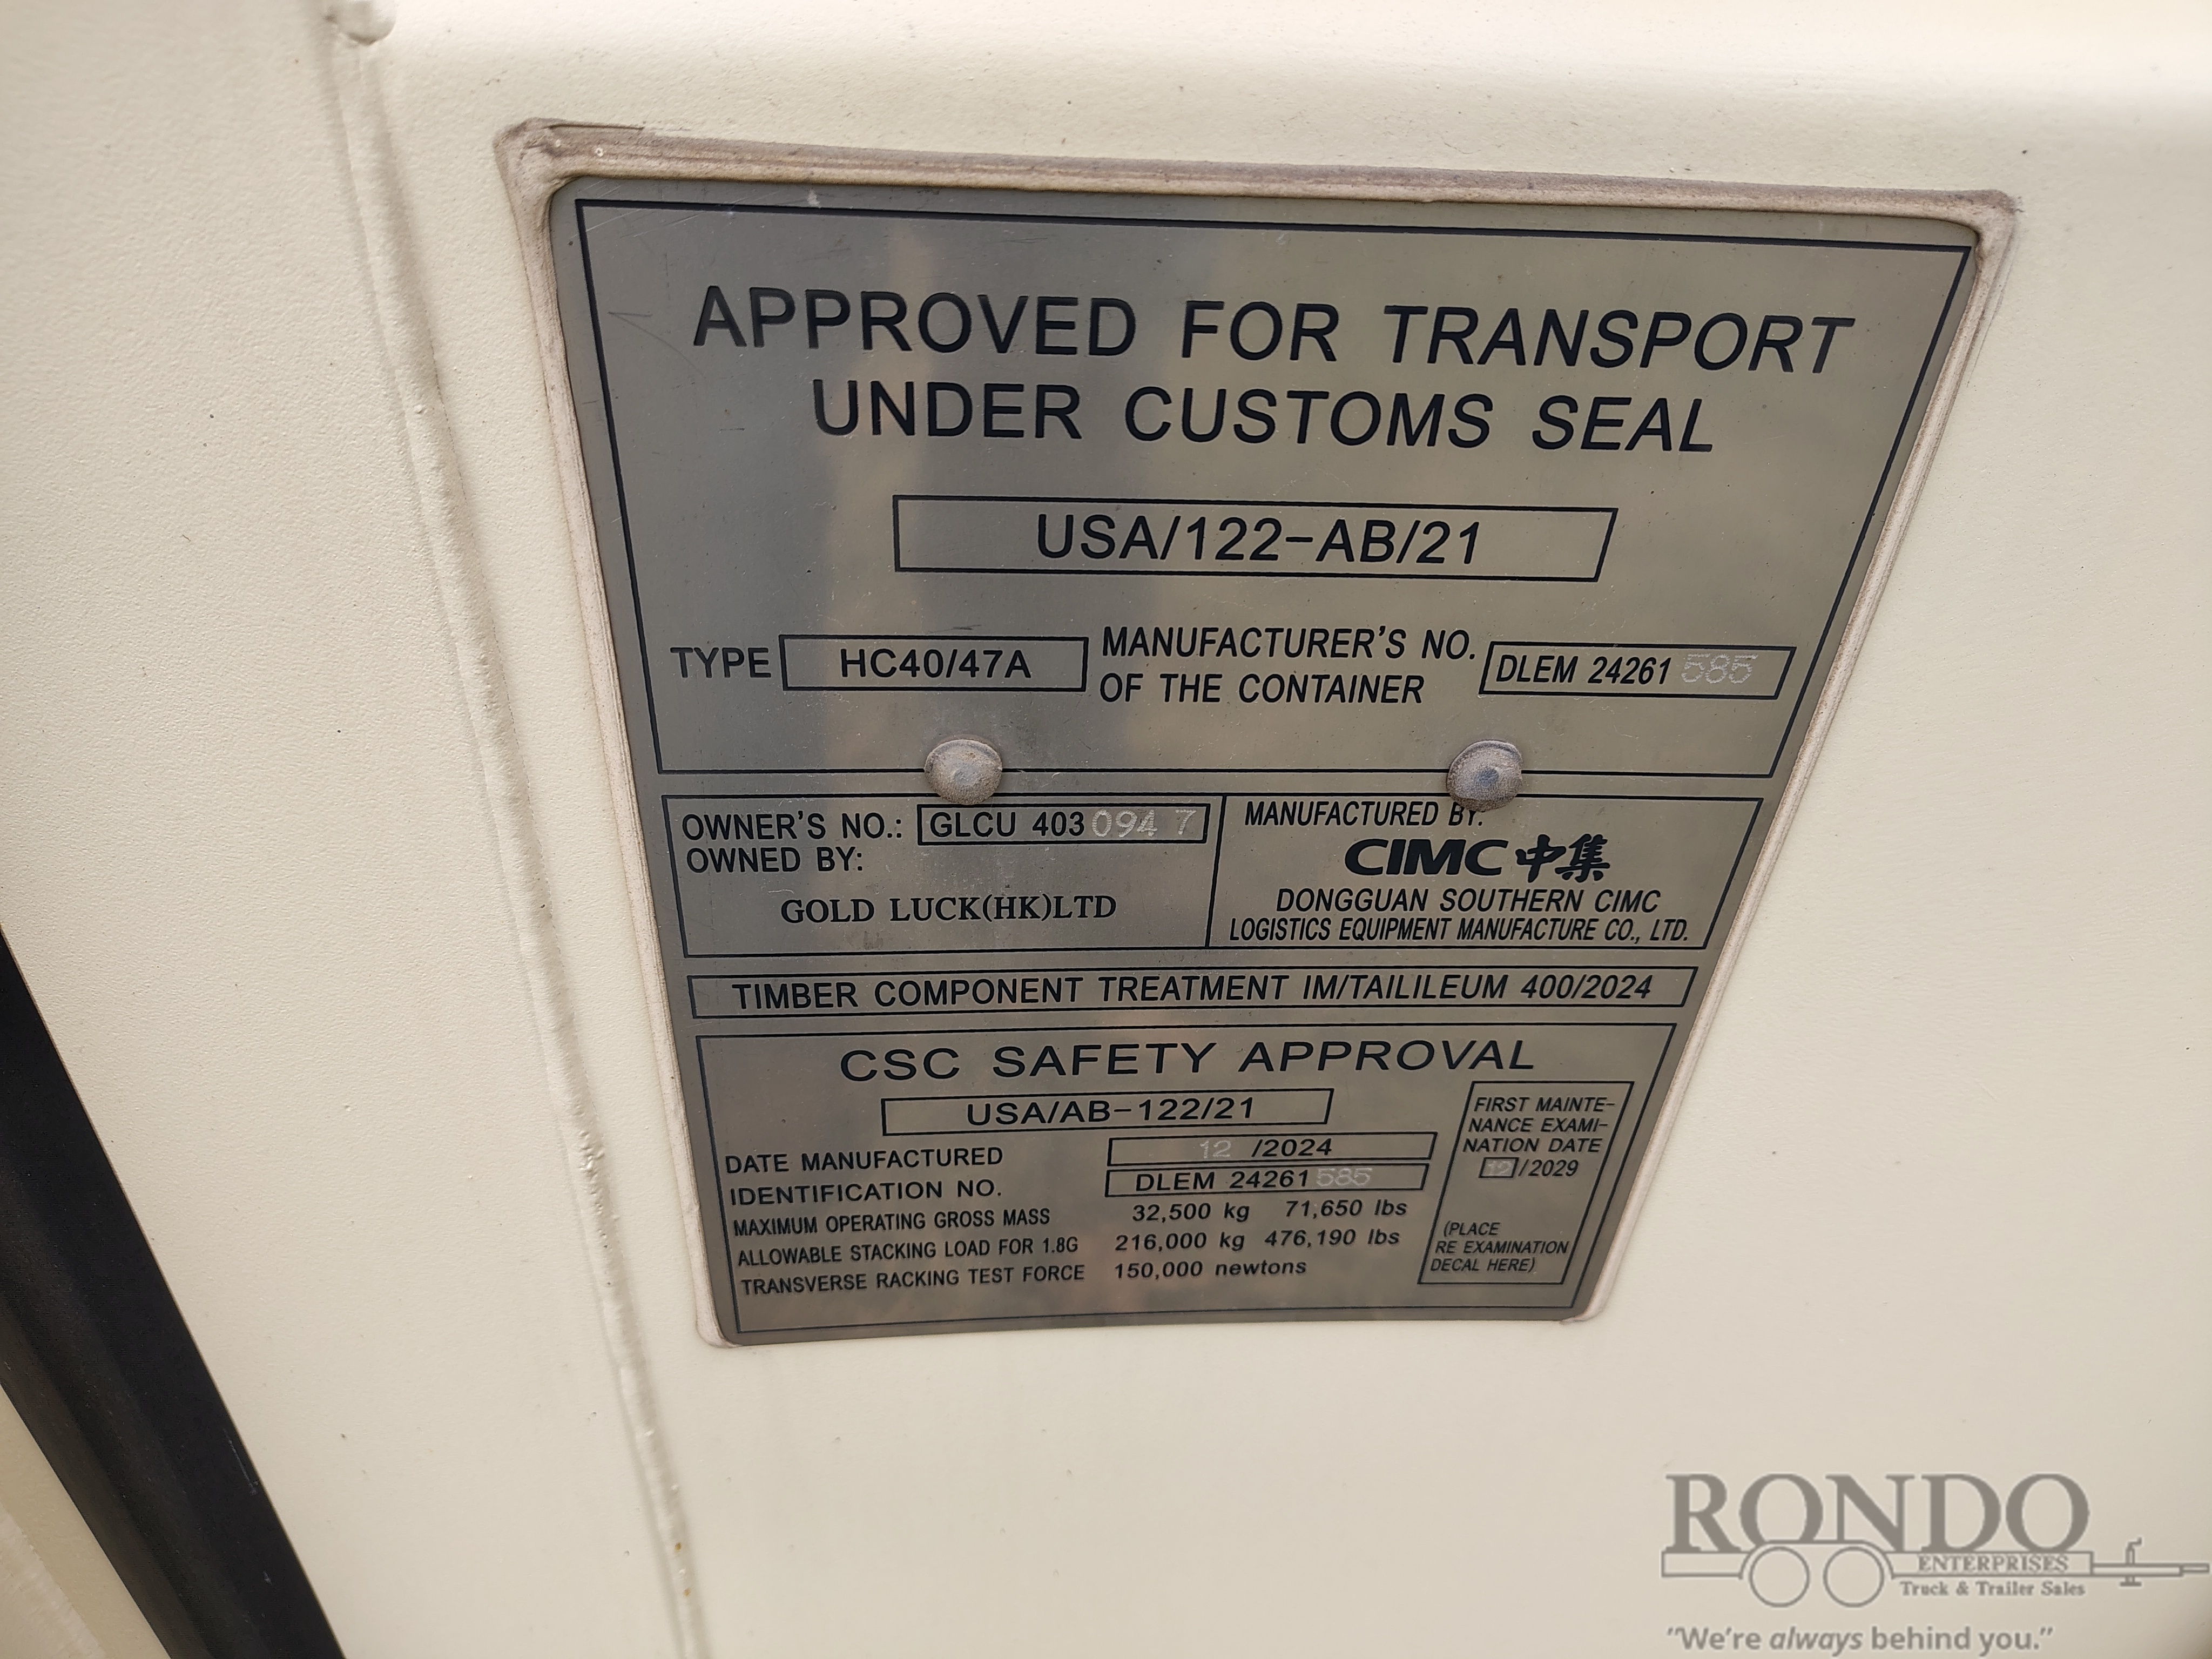 APPROVED FOR TRANSPORT
UNDER CUSTOMS SEAL
USA/122-AB/21
TYPE HC40/47A MANUFACTURER'S NO.
OF THE CONTAINER DLEM 24261 585
OWNER'S NO.: GLCU 403 094 7
OWNED BY:
GOLD LUCK(HK)LTD
MANUFACTURED BY:
CIMC 中集
DONGGUAN SOUTHERN CIMC
LOGISTICS EQUIPMENT MANUFACTURE CO., LTD.
TIMBER COMPONENT TREATMENT IM/TAILILEUM 400/2024
CSC SAFETY APPROVAL
USA/AB-122/21
DATE MANUFACTURED 12 /2024
IDENTIFICATION NO. DLEM 24261 585
MAXIMUM OPERATING GROSS MASS 32,500 kg 71,650 lbs
ALLOWABLE STACKING LOAD FOR 1.8G 216,000 kg 476,190 lbs
TRANSVERSE RACKING TEST FORCE 150,000 newtons
FIRST MAINTE-
NANCE EXAMI-
NATION DATE
12/2029
(PLACE
RE EXAMINATION
DECAL HERE)
RONDO
ENTERPRISES
Truck & Trailer Sales
"We're always behind you."